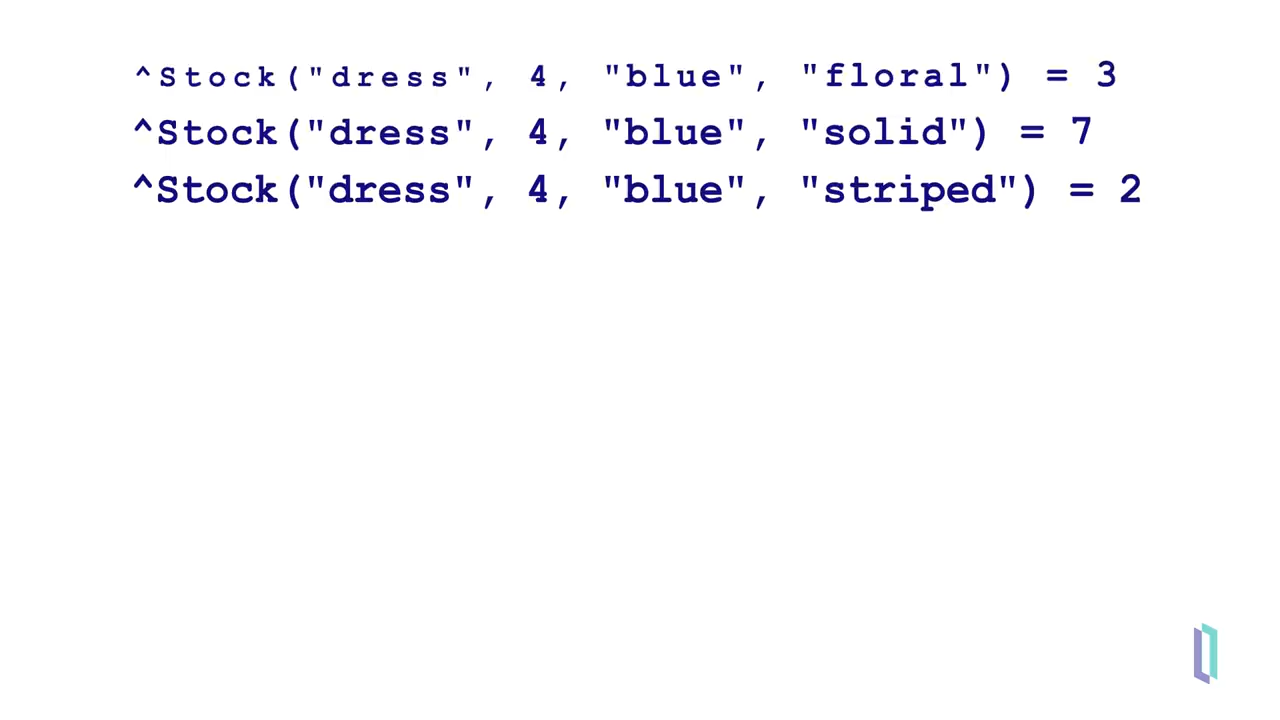 ^Stock("dress", 4, "blue", "floral") = 3
^Stock("dress", 4, "blue", "solid") = 7
^Stock("dress", 4, "blue", "striped") = 2